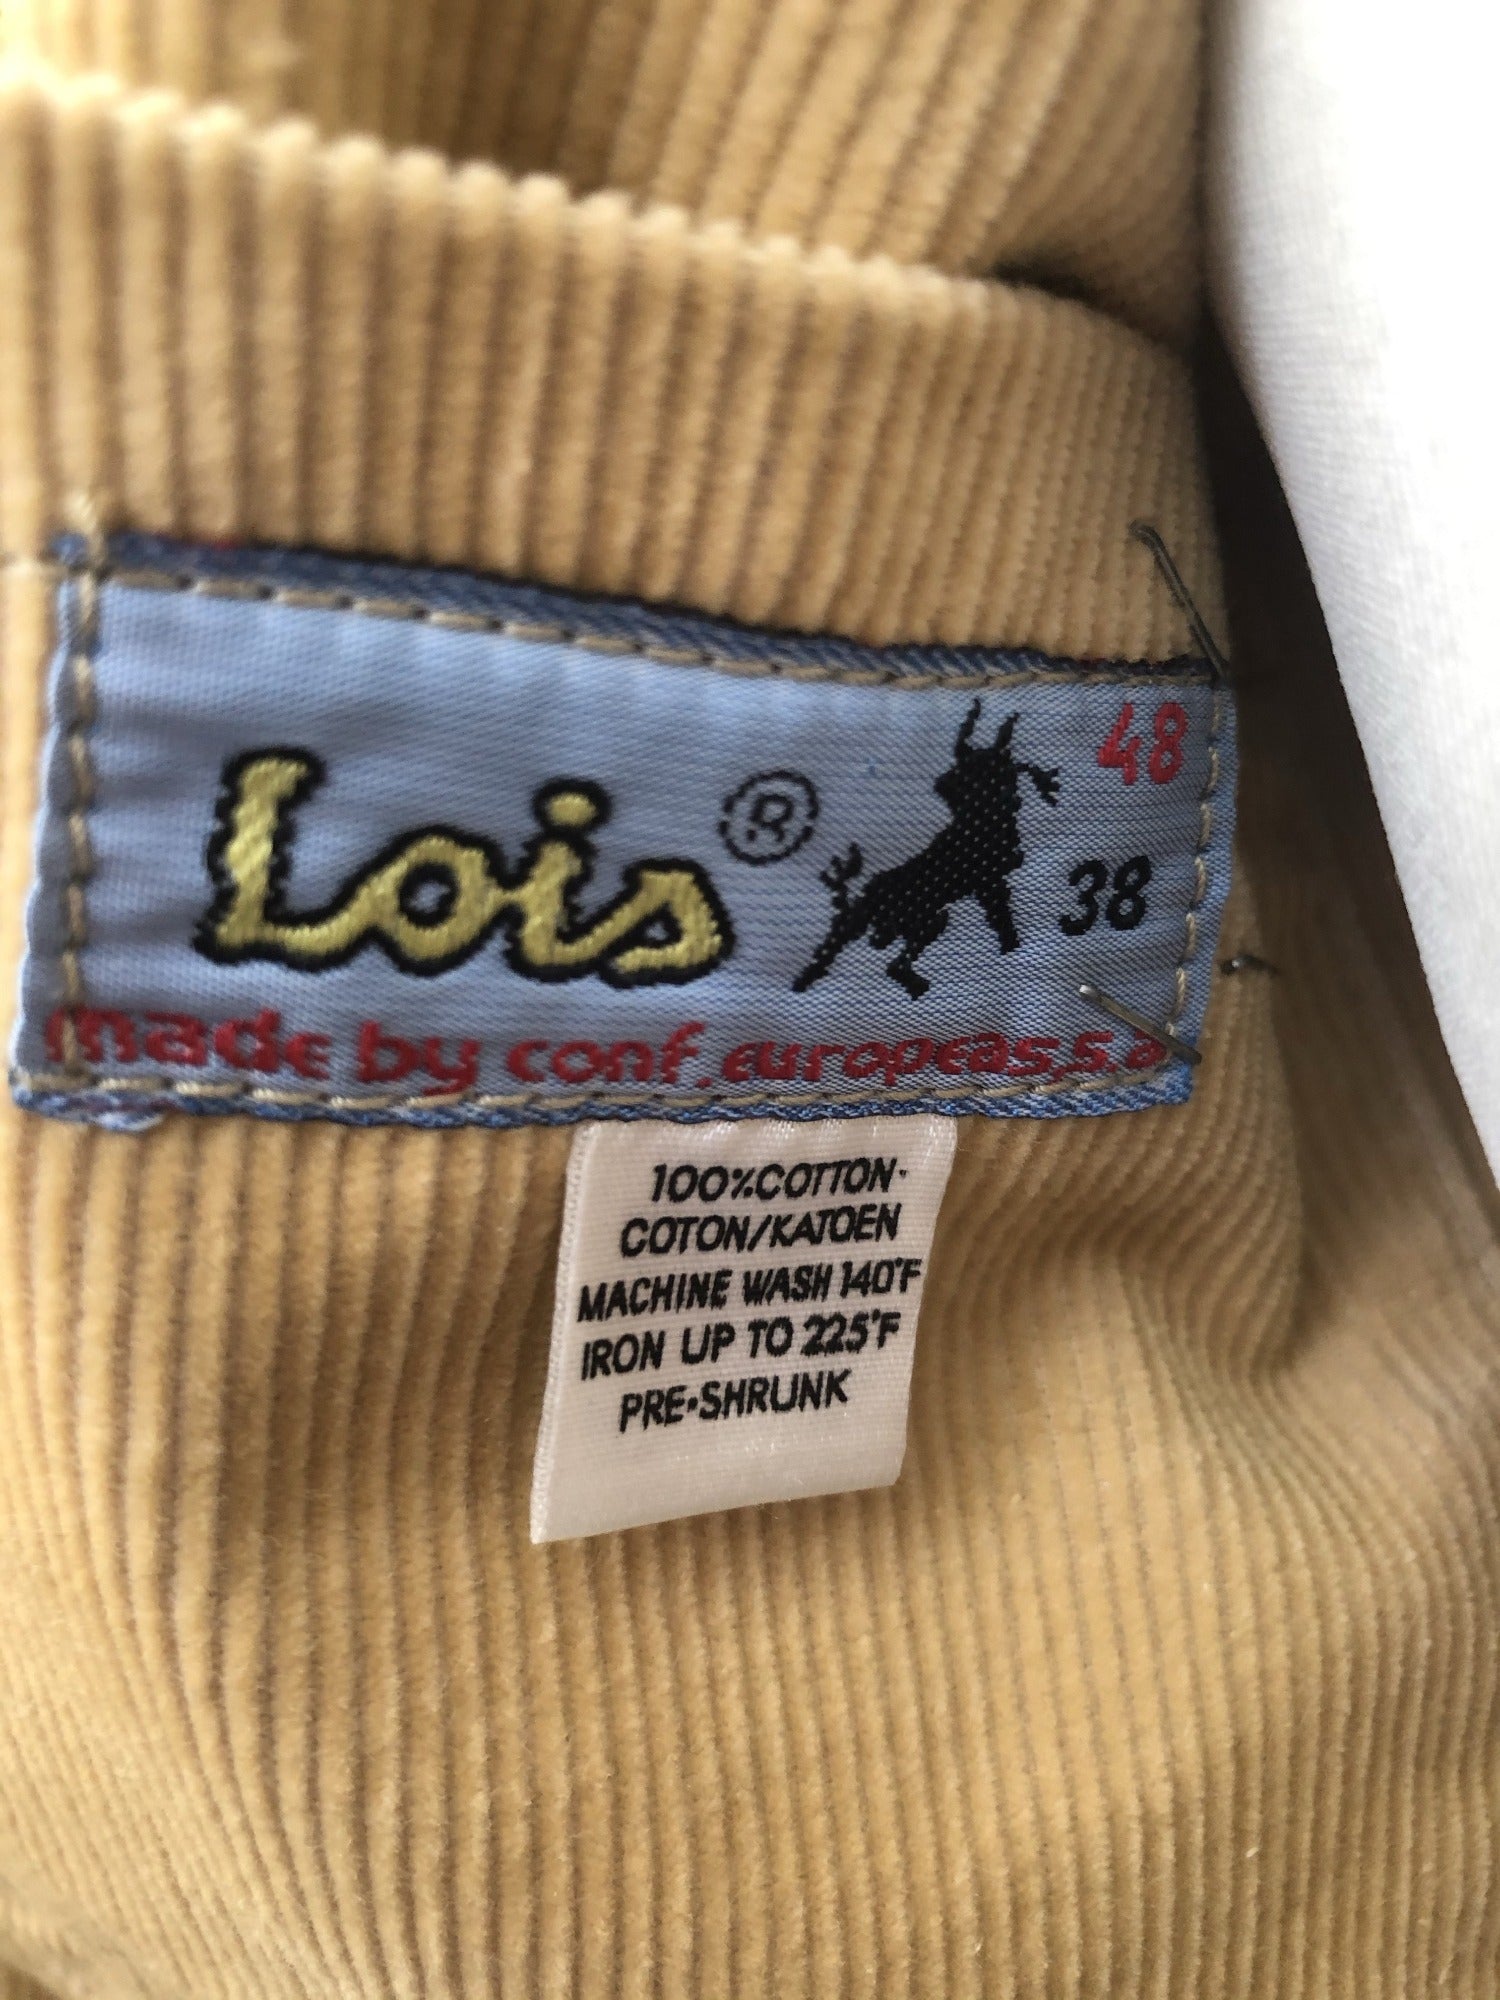 Lois ® 48
38
made by conf. europeas, s.a
100% COTTON-
COTON/KATOEN
MACHINE WASH 140°F
IRON UP TO 225°F
PRE-SHRUNK